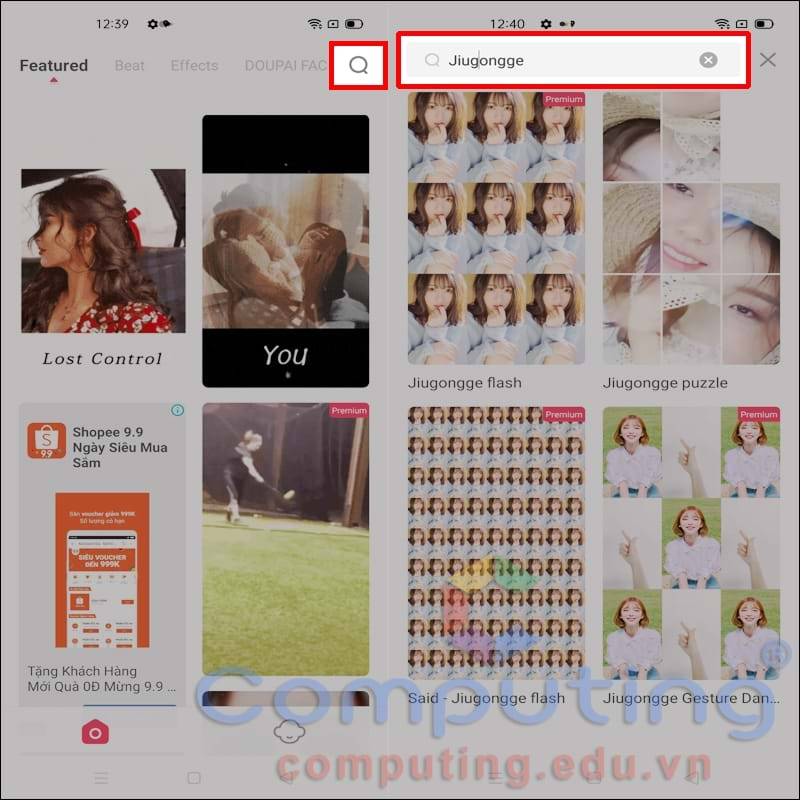 12:39
Featured Beat Effects DOUPAI FAC
Lost Control
You
Shopee 9.9
Ngày Siêu Mua
Sắm
9.9
Săn voucher giảm 999K
Số lượng có hạn
SIÊU VOUCHER
ĐẾN 999K
Tặng Khách Hàng
Mới Quà 0Đ Mừng 9.9 ...
Premium
12:40
Jiugongge
Premium
Jiugongge flash
Jiugongge puzzle
Premium
Premium
Said - Jiugongge flash
Jiugongge Gesture Dan...
Computing
computing.edu.vn